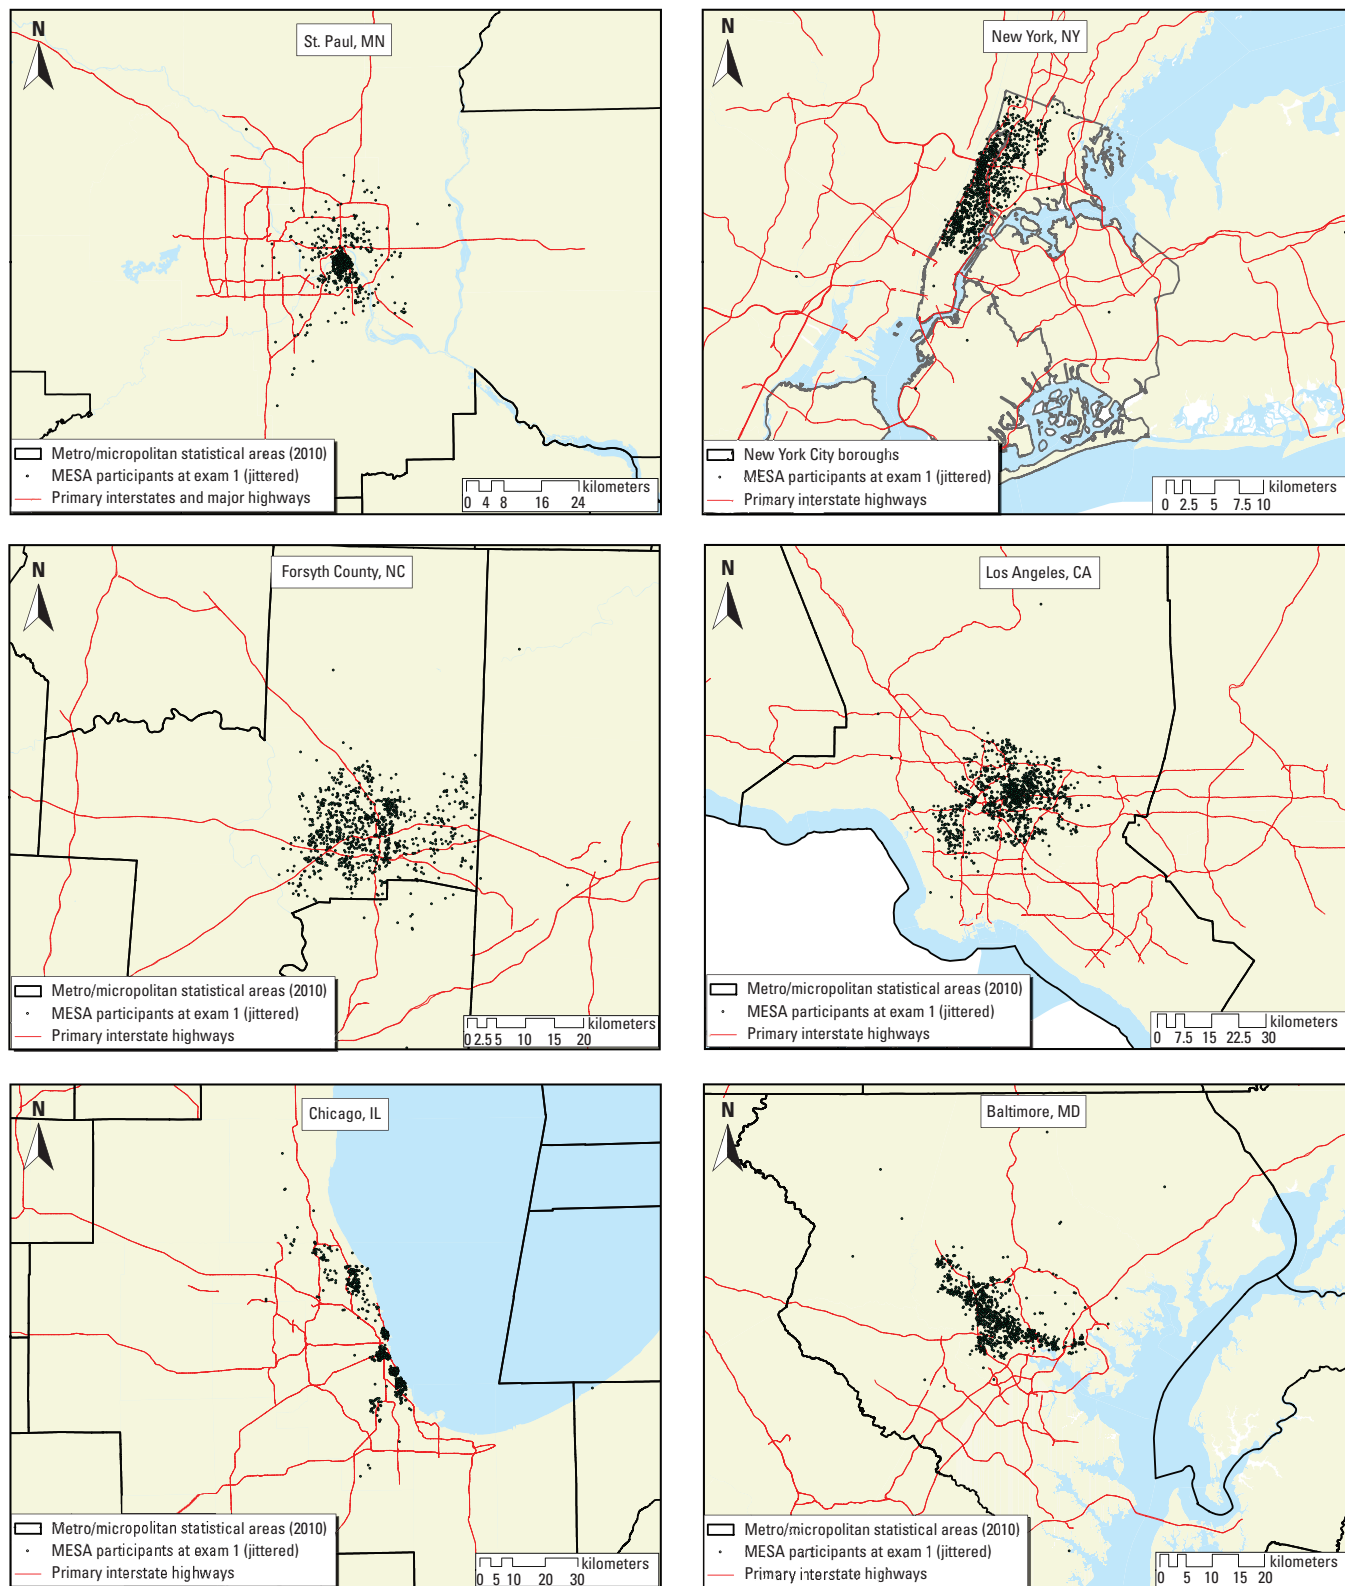 N
St. Paul, MN
Metro/micropolitan statistical areas (2010)
MESA participants at exam 1 (jittered)
Primary interstates and major highways
kilometers
0 4 8 16 24
N
New York, NY
New York City boroughs
MESA participants at exam 1 (jittered)
Primary interstate highways
kilometers
0 2.5 5 7.5 10
N
Forsyth County, NC
Metro/micropolitan statistical areas (2010)
MESA participants at exam 1 (jittered)
Primary interstate highways
kilometers
0 2.5 5 10 15 20
N
Los Angeles, CA
Metro/micropolitan statistical areas (2010)
MESA participants at exam 1 (jittered)
Primary interstate highways
kilometers
0 7.5 15 22.5 30
N
Chicago, IL
Metro/micropolitan statistical areas (2010)
MESA participants at exam 1 (jittered)
Primary interstate highways
kilometers
0 5 10 20 30
N
Baltimore, MD
Metro/micropolitan statistical areas (2010)
MESA participants at exam 1 (jittered)
Primary interstate highways
kilometers
0 5 10 15 20